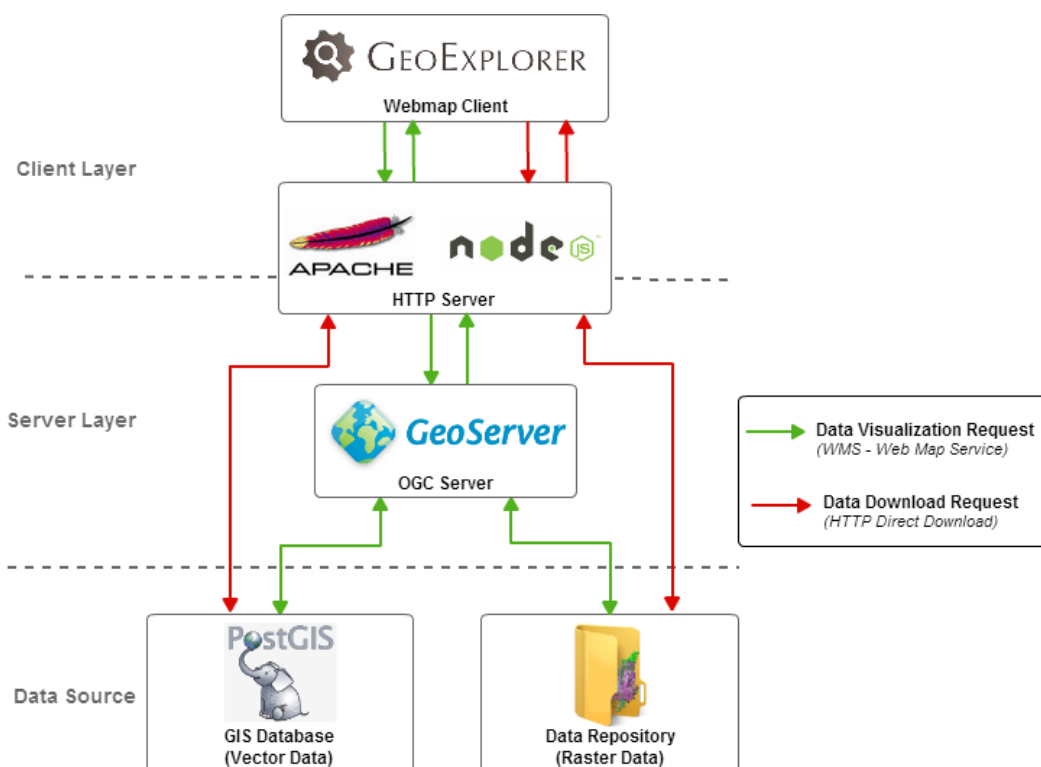 GEOEXPLORER
Webmap Client
Client Layer
APACHE
node JS
™
HTTP Server
Server Layer
GeoServer
OGC Server
Data Visualization Request
(WMS - Web Map Service)
Data Download Request
(HTTP Direct Download)
Data Source
PostGIS
GIS Database
(Vector Data)
Data Repository
(Raster Data)